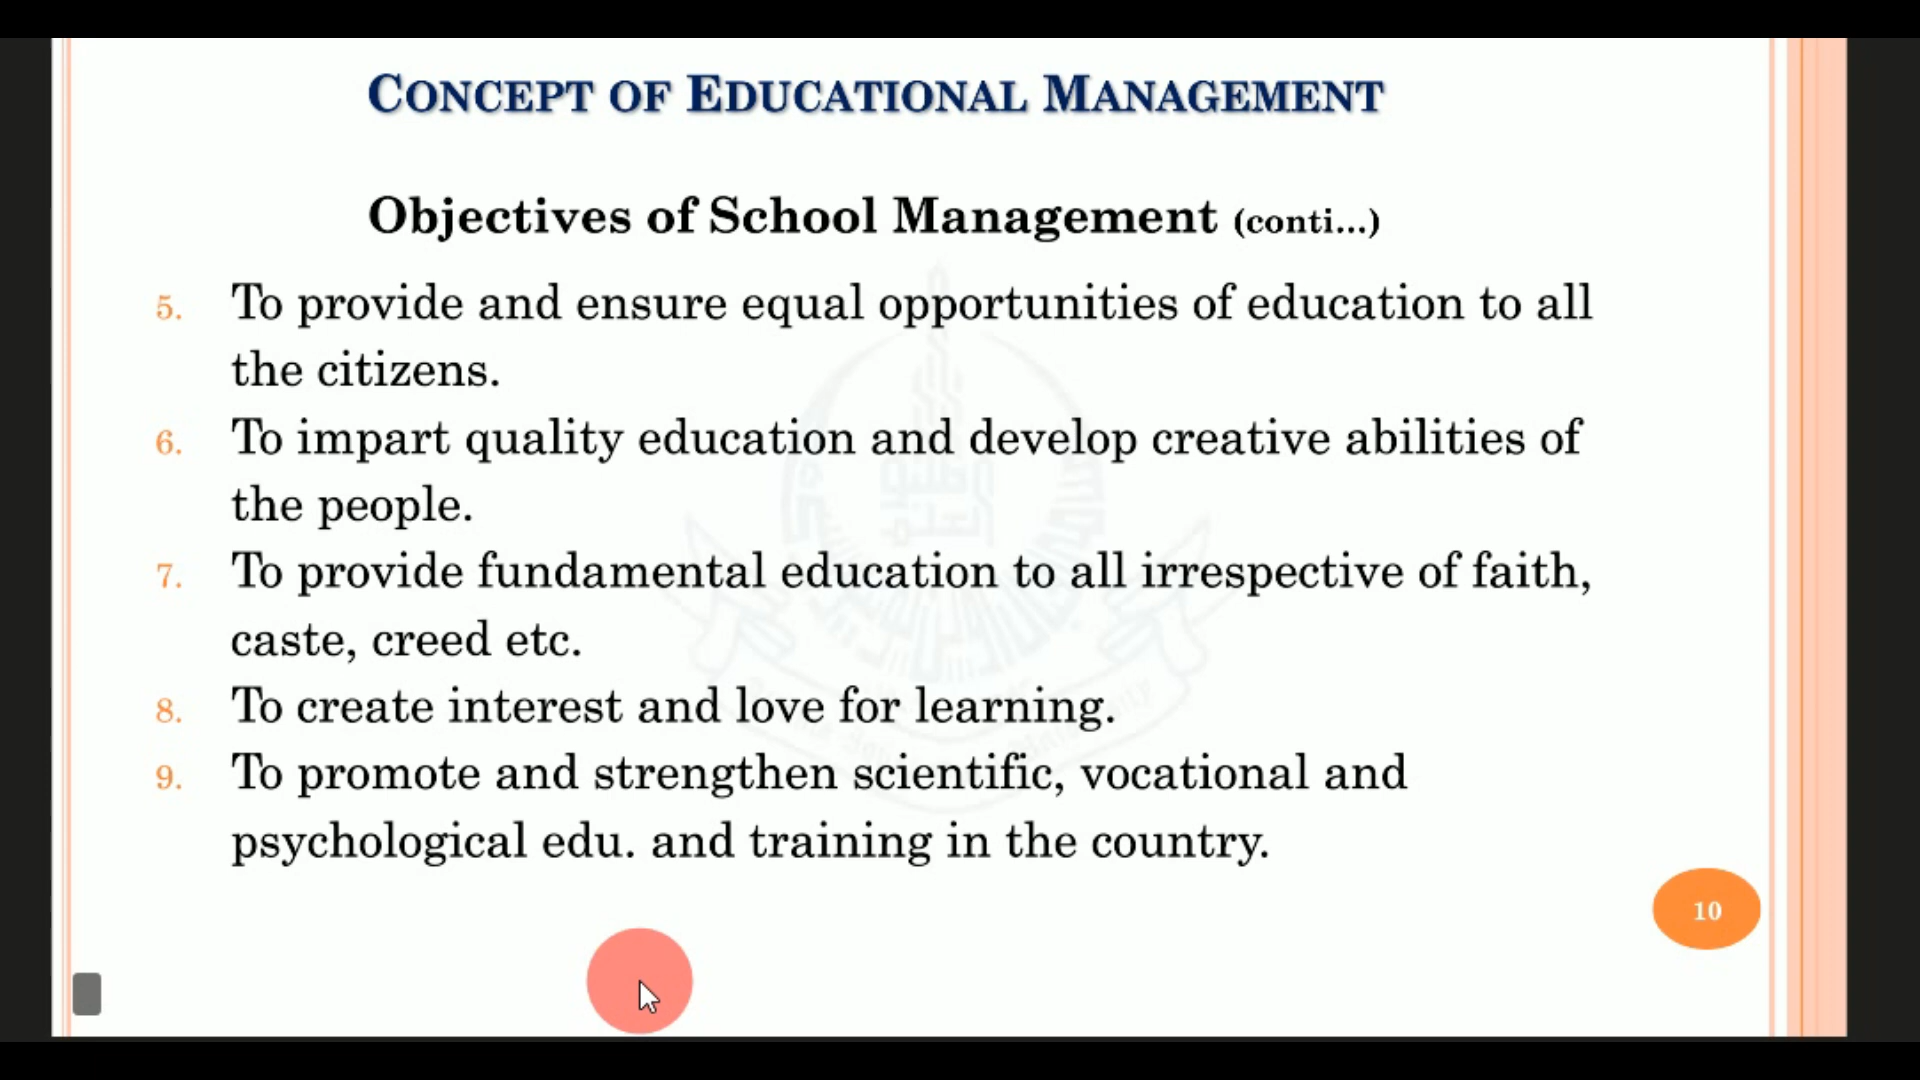 CONCEPT OF EDUCATIONAL MANAGEMENT
Objectives of School Management (conti...)
5. To provide and ensure equal opportunities of education to all
the citizens.
6. To impart quality education and develop creative abilities of
the people.
7. To provide fundamental education to all irrespective of faith,
caste, creed etc.
8. To create interest and love for learning.
9. To promote and strengthen scientific, vocational and
psychological edu. and training in the country.
10